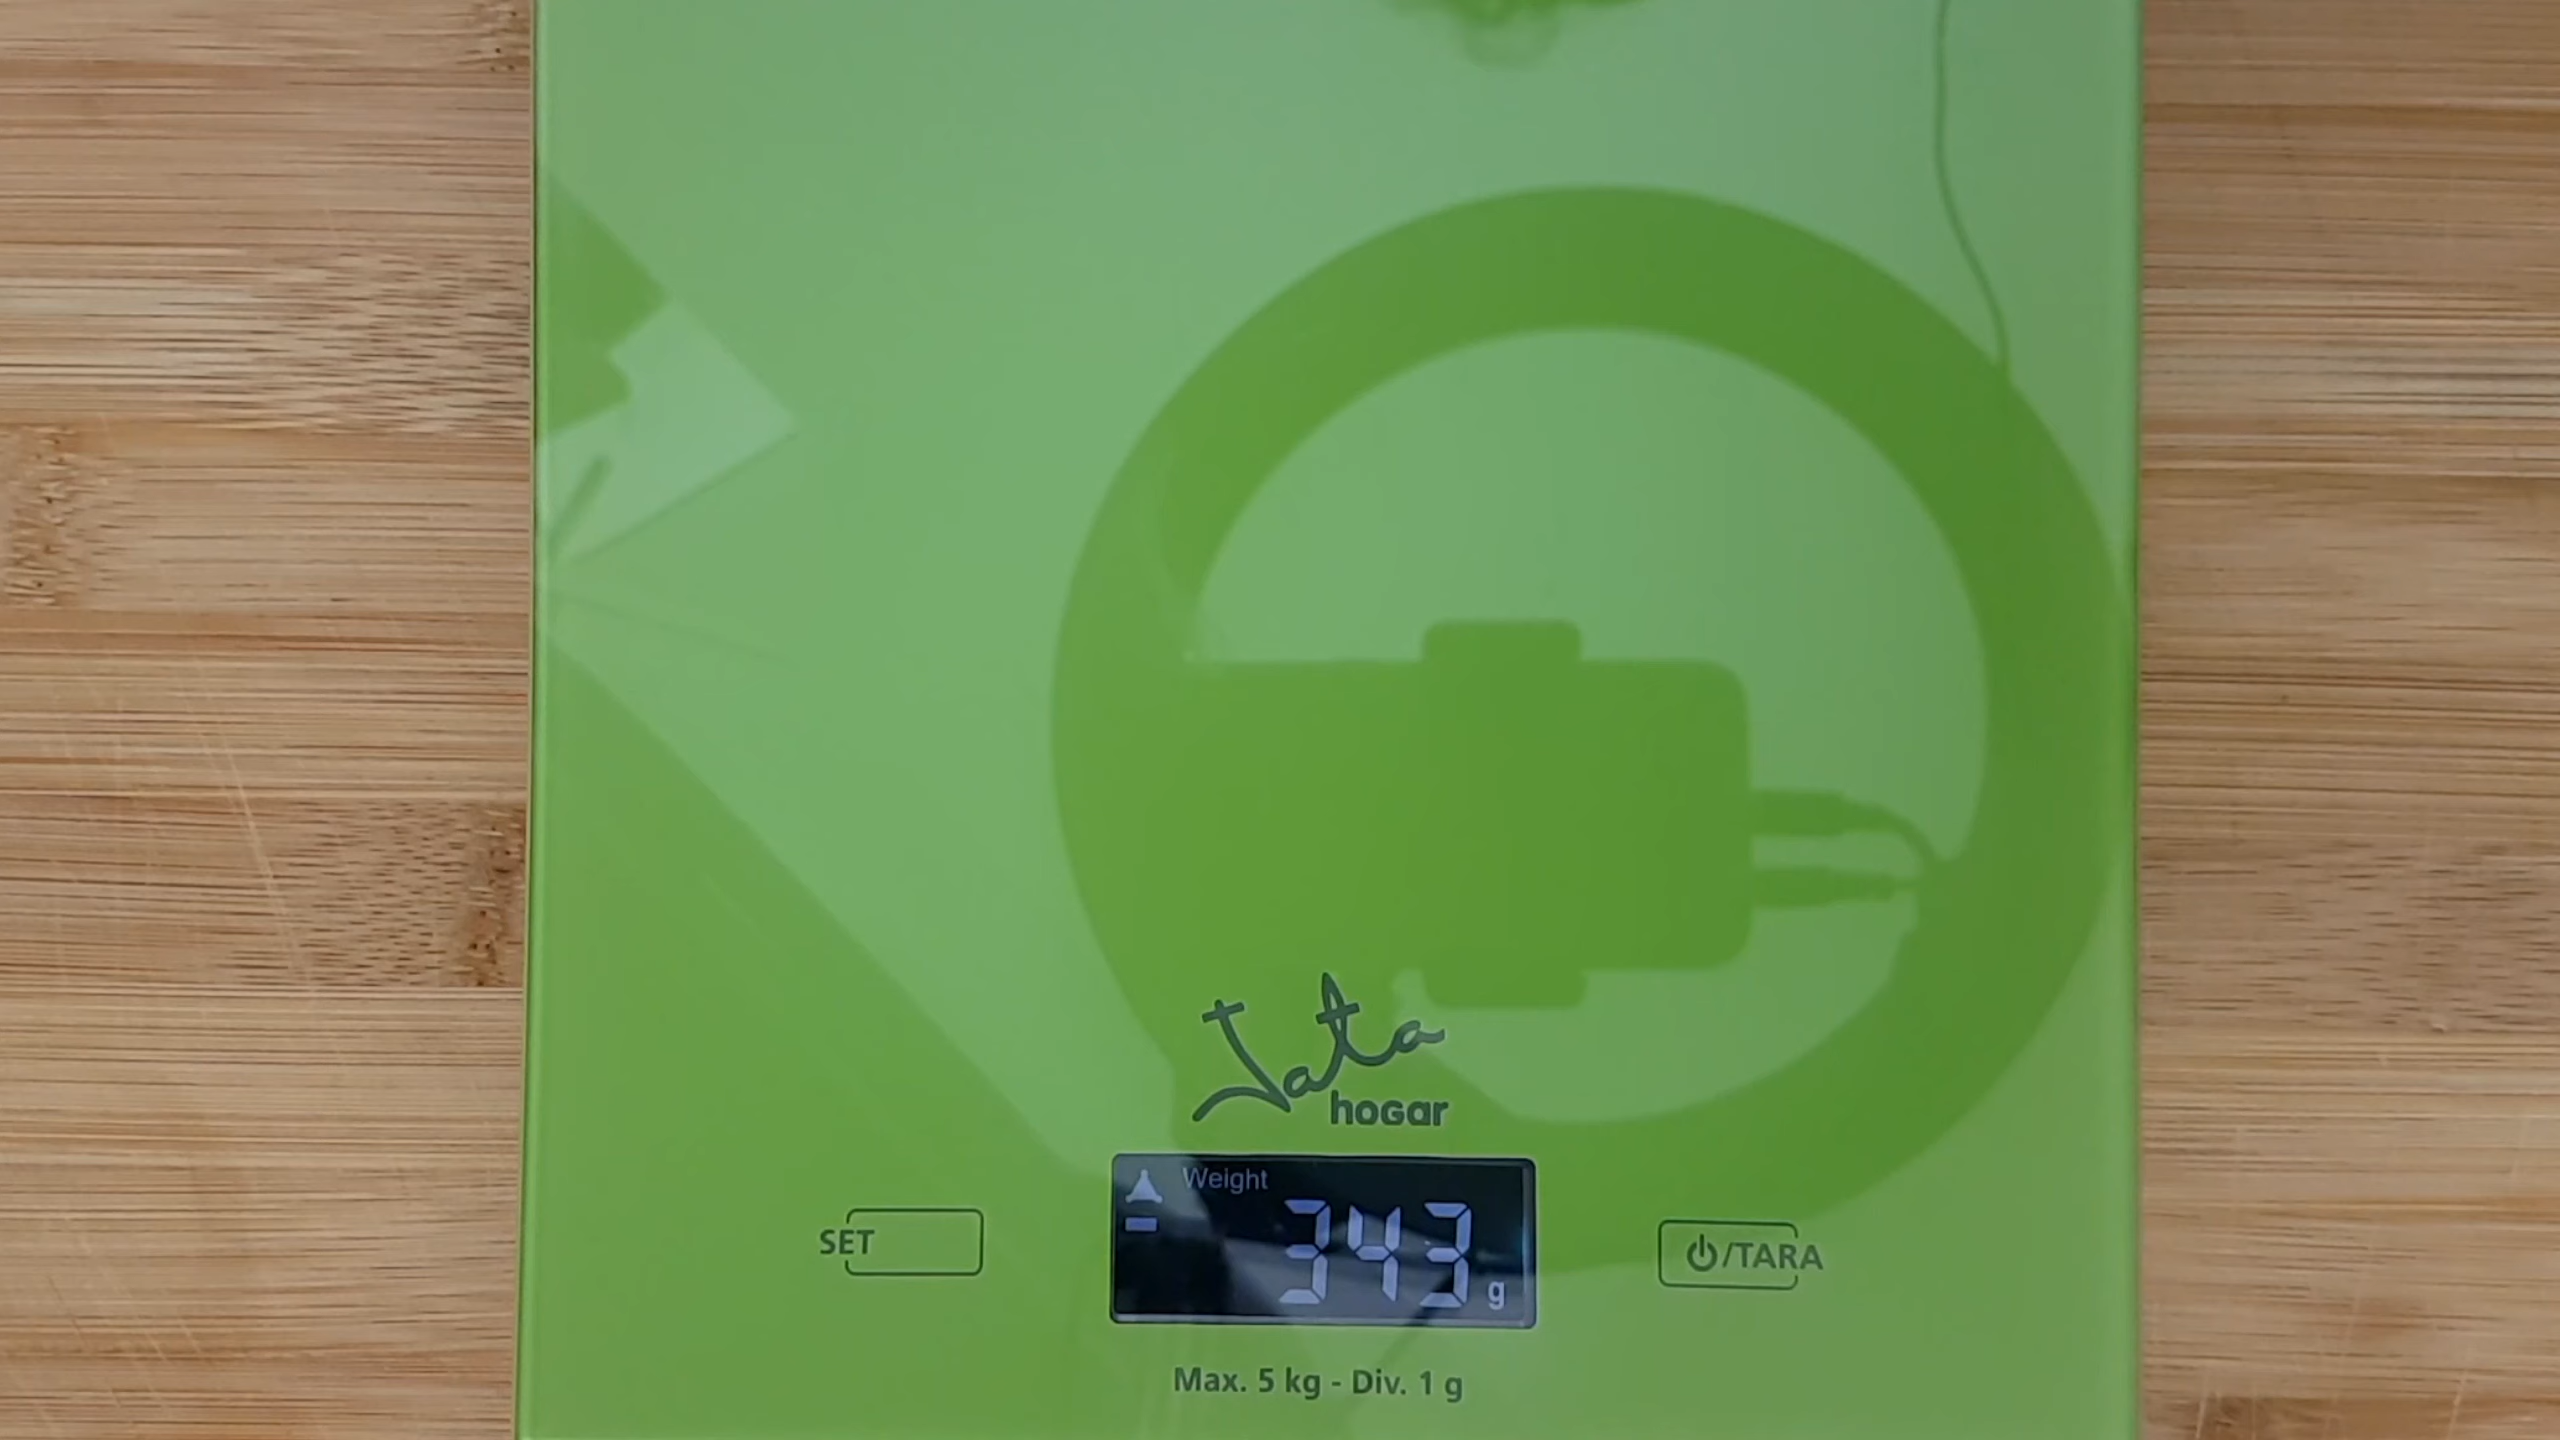 Jata
hogar
Weight
343 g
SET
⏻/TARA
Max. 5 kg - Div. 1 g